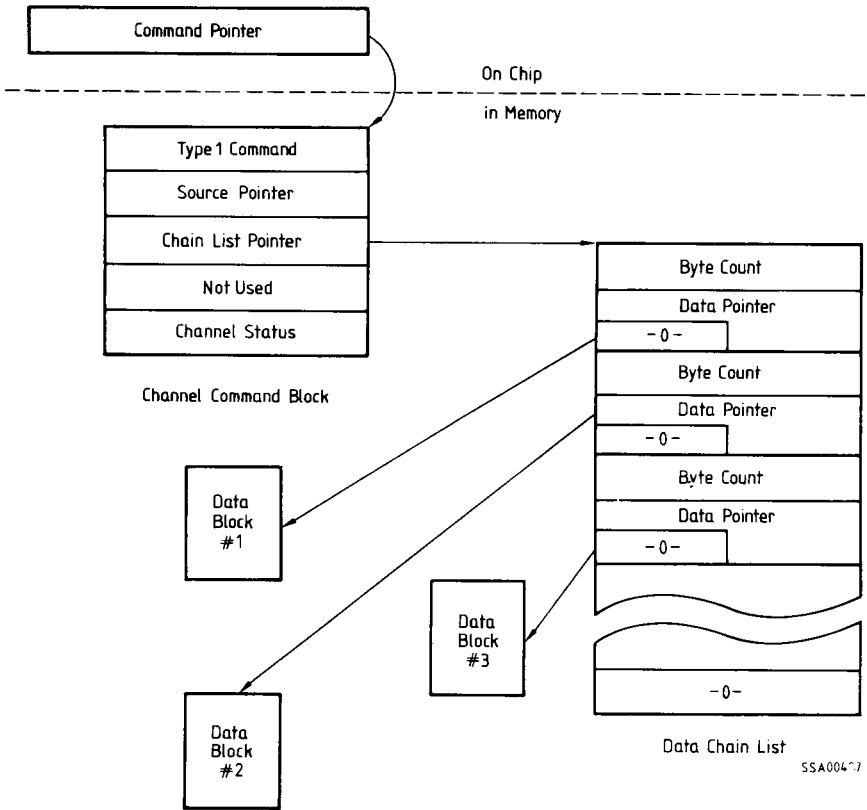 Command Pointer
On Chip
in Memory
Type 1 Command
Source Pointer
Chain List Pointer
Not Used
Channel Status
Channel Command Block
Byte Count
Data Pointer
-0-
Byte Count
Data Pointer
-0-
Byte Count
Data Pointer
-0-
-0-
Data Chain List
Data
Block
#1
Data
Block
#3
Data
Block
#2